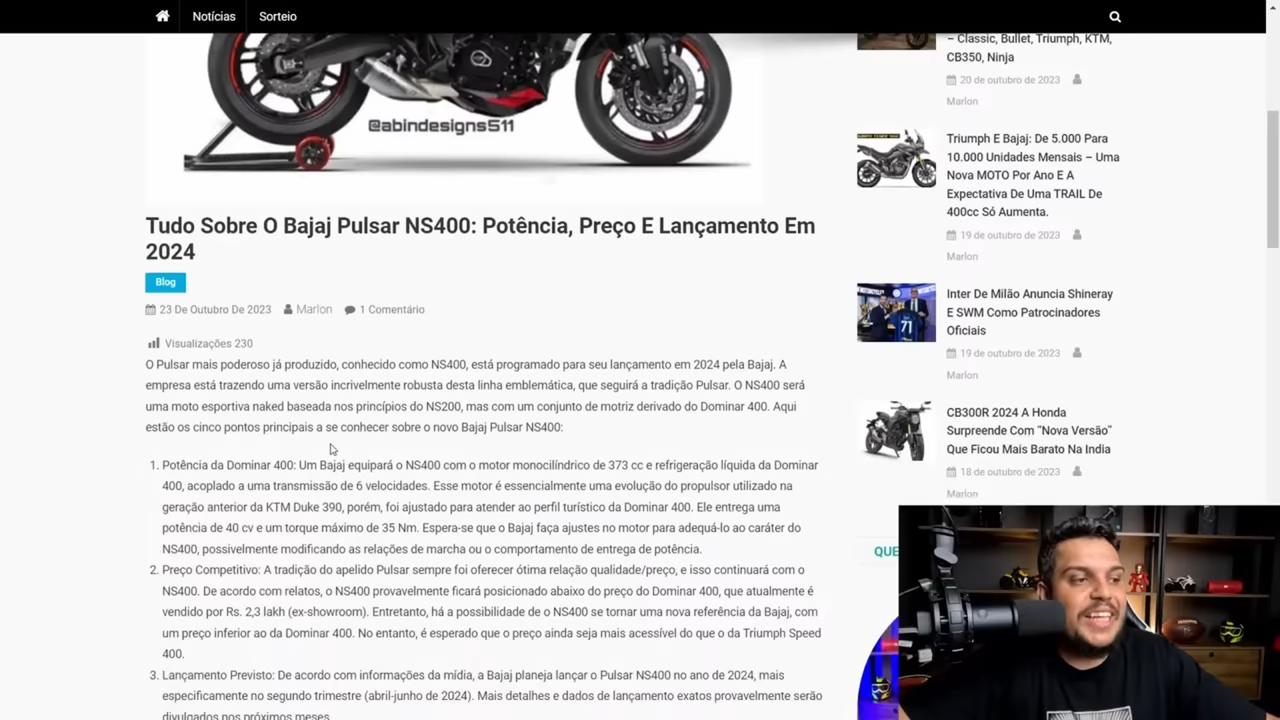 Notícias
Sorteio
@abindesigns511
Tudo Sobre O Bajaj Pulsar NS400: Potência, Preço E Lançamento Em
2024
Blog
23 De Outubro De 2023
Marlon
1 Comentário
Visualizações 230
O Pulsar mais poderoso já produzido, conhecido como NS400, está programado para seu lançamento em 2024 pela Bajaj. A
empresa está trazendo uma versão incrivelmente robusta desta linha emblemática, que seguirá a tradição Pulsar. O NS400 será
uma moto esportiva naked baseada nos princípios do NS200, mas com um conjunto de motriz derivado do Dominar 400. Aqui
estão os cinco pontos principais a se conhecer sobre o novo Bajaj Pulsar NS400:
1. Potência da Dominar 400: Um Bajaj equipará o NS400 com o motor monocilíndrico de 373 cc e refrigeração líquida da Dominar
400, acoplado a uma transmissão de 6 velocidades. Esse motor é essencialmente uma evolução do propulsor utilizado na
geração anterior da KTM Duke 390, porém, foi ajustado para atender ao perfil turístico da Dominar 400. Ele entrega uma
potência de 40 cv e um torque máximo de 35 Nm. Espera-se que o Bajaj faça ajustes no motor para adequá-lo ao caráter do
NS400, possivelmente modificando as relações de marcha ou o comportamento de entrega de potência.
2. Preço Competitivo: A tradição do apelido Pulsar sempre foi oferecer ótima relação qualidade/preço, e isso continuará com o
NS400. De acordo com relatos, o NS400 provavelmente ficará posicionado abaixo do preço do Dominar 400, que atualmente é
vendido por Rs. 2,3 lakh (ex-showroom). Entretanto, há a possibilidade de o NS400 se tornar uma nova referência da Bajaj, com
um preço inferior ao da Dominar 400. No entanto, é esperado que o preço ainda seja mais acessível do que o da Triumph Speed
400.
3. Lançamento Previsto: De acordo com informações da mídia, a Bajaj planeja lançar o Pulsar NS400 no ano de 2024, mais
especificamente no segundo trimestre (abril-junho de 2024). Mais detalhes e dados de lançamento exatos provavelmente serão
divulgados nos próximos meses.
– Classic, Bullet, Triumph, KTM,
CB350, Ninja
20 de outubro de 2023
Marlon
Triumph E Bajaj: De 5.000 Para
10.000 Unidades Mensais – Uma
Nova MOTO Por Ano E A
Expectativa De Uma TRAIL De
400cc Só Aumenta.
19 de outubro de 2023
Marlon
Inter De Milão Anuncia Shineray
E SWM Como Patrocinadores
Oficiais
19 de outubro de 2023
Marlon
CB300R 2024 A Honda
Surpreende Com "Nova Versão"
Que Ficou Mais Barato Na India
18 de outubro de 2023
Marlon
QUE
71